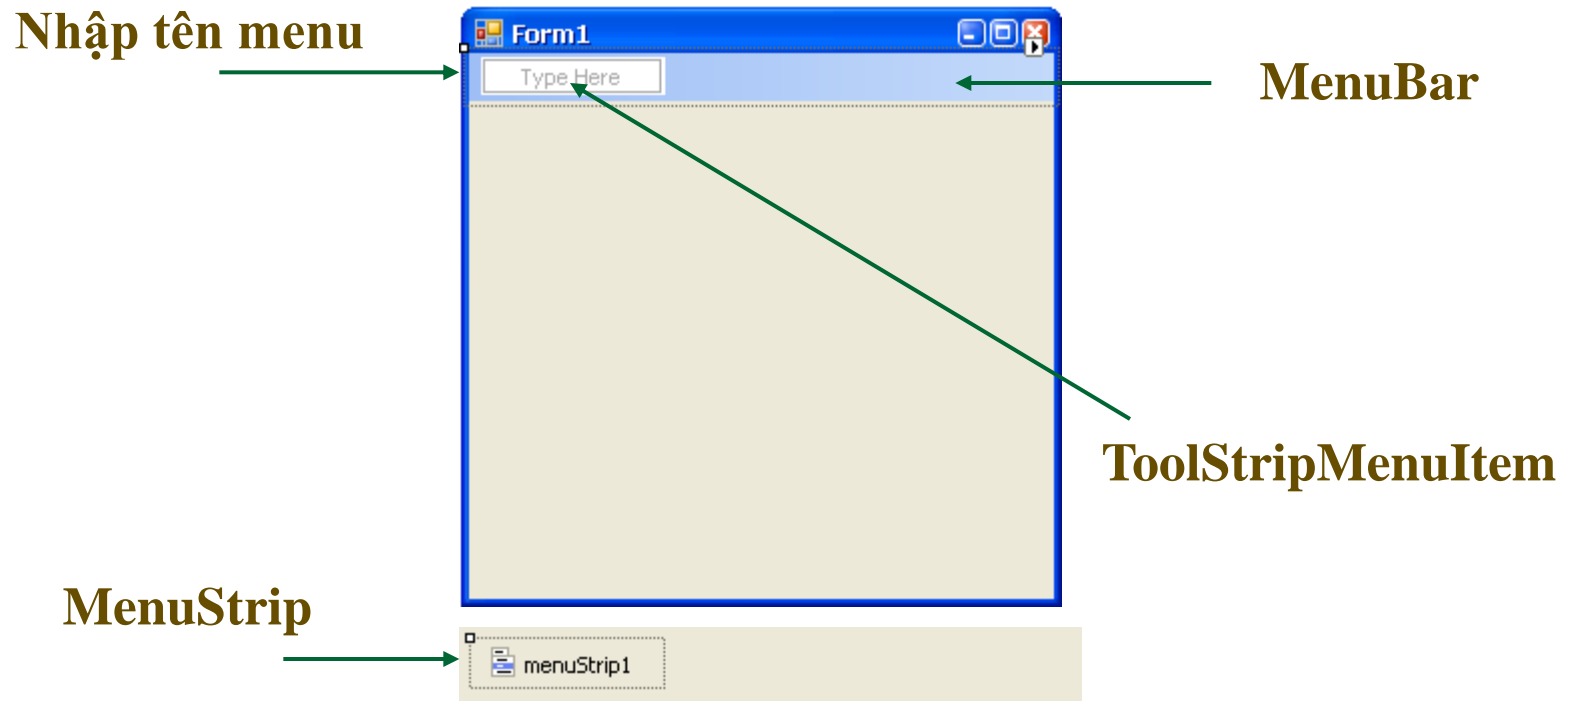 Nhập tên menu
Form1
Type Here
MenuBar
ToolStripMenuItem
MenuStrip
menuStrip1